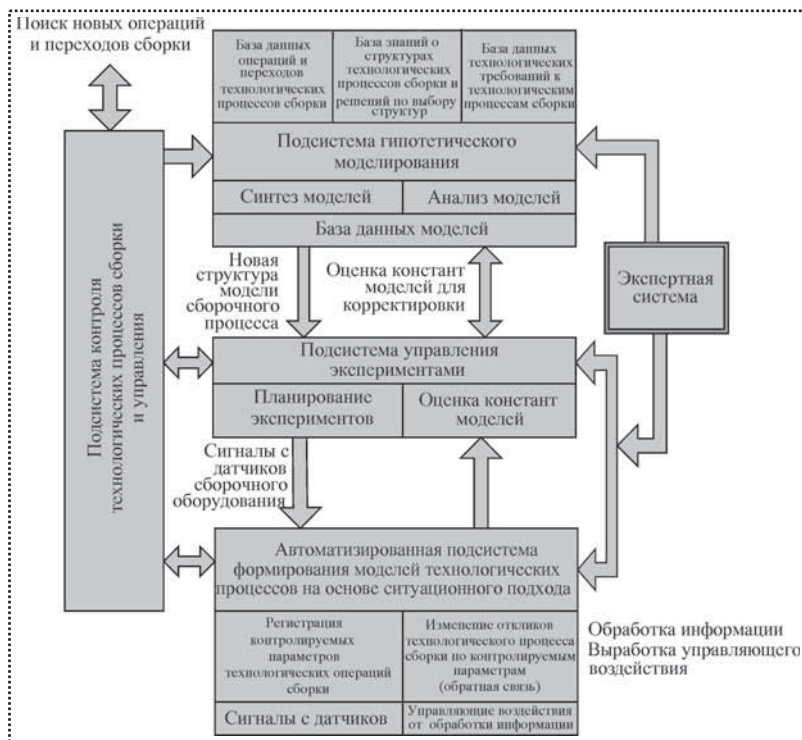 Поиск новых операций
и переходов сборки
База данных
операций и
переходов
технологических
процессов сборки
База знаний о
структурах
технологических
процессов сборки и
решений по выбору
структур
База данных
технологических
требований к
технологическим
процессам сборки
Подсистема гипотетического
моделирования
Синтез моделей
Анализ моделей
База данных моделей
Подсистема контроля
технологических процессов сборки
и управления
Новая
структура
модели
сборочного
процесса
Оценка констант
моделей для
корректировки
Экспертная
система
Подсистема управления
экспериментами
Планирование
экспериментов
Оценка констант
моделей
Сигналы с
датчиков
сборочного
оборудования
Автоматизированная подсистема
формирования моделей технологических
процессов на основе ситуационного подхода
Регистрация
контролируемых
параметров
технологических операций
сборки
Изменение откликов
технологического процесса
сборки по контролируемым
параметрам
(обратная связь)
Сигналы с датчиков
Управляющие воздействия
от обработки информации
Обработка информации
Выработка управляющего
воздействия